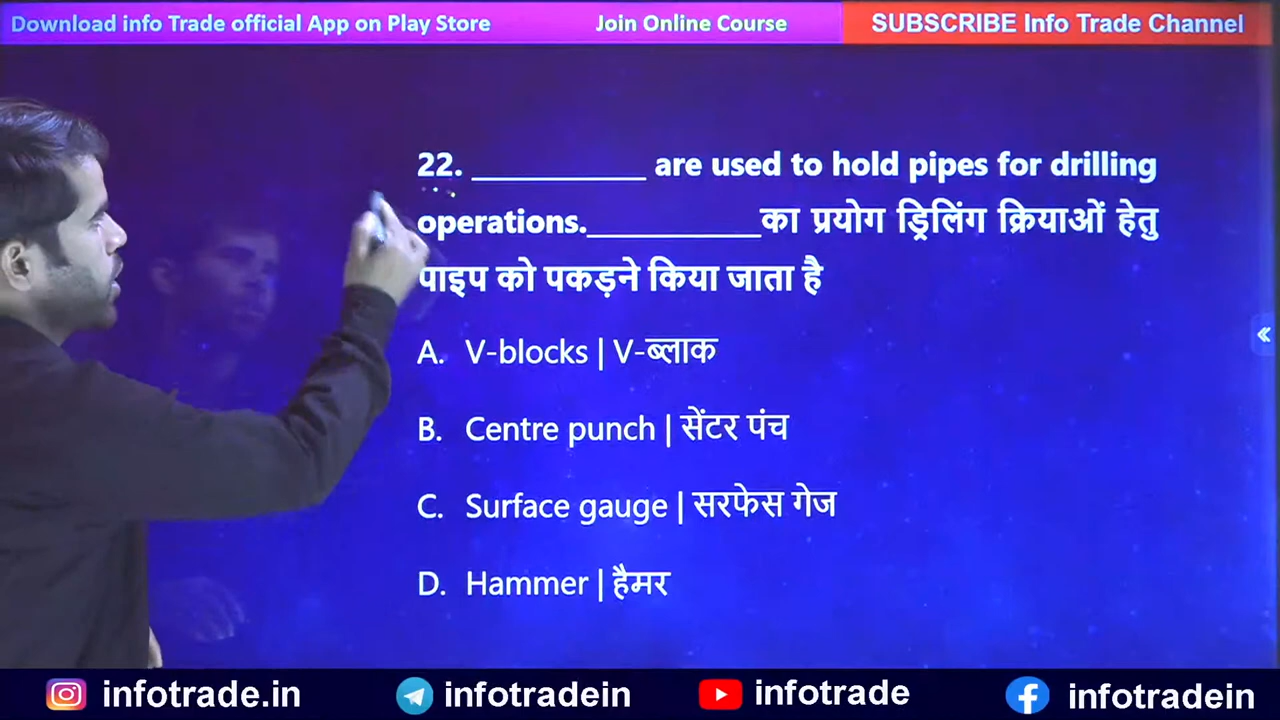 Download info Trade official App on Play Store Join Online Course SUBSCRIBE Info Trade Channel
22. ____________ are used to hold pipes for drilling
operations.____________का प्रयोग ड्रिलिंग क्रियाओं हेतु
पाइप को पकड़ने किया जाता है
A. V-blocks | V-ब्लाक
B. Centre punch | सेंटर पंच
C. Surface gauge | सरफेस गेज
D. Hammer | हैमर
infotrade.in infotradein infotrade infotradein